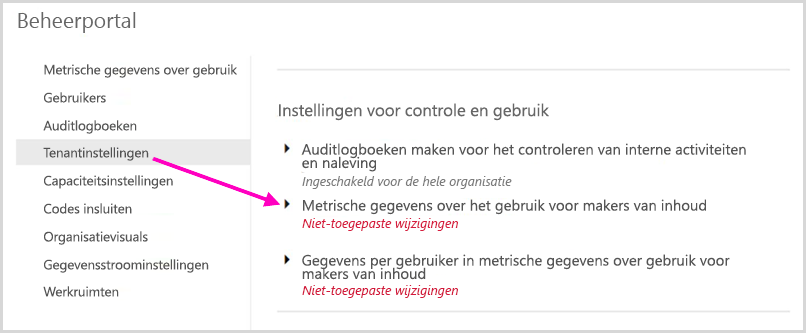 Beheerportal
Metrische gegevens over gebruik
Gebruikers
Auditlogboeken
Tenantinstellingen
Capaciteitsinstellingen
Codes insluiten
Organisatievisuals
Gegevensstroominstellingen
Werkruimten
Instellingen voor controle en gebruik
Auditlogboeken maken voor het controleren van interne activiteiten
en naleving
Ingeschakeld voor de hele organisatie
Metrische gegevens over het gebruik voor makers van inhoud
Niet-toegepaste wijzigingen
Gegevens per gebruiker in metrische gegevens over gebruik voor
makers van inhoud
Niet-toegepaste wijzigingen